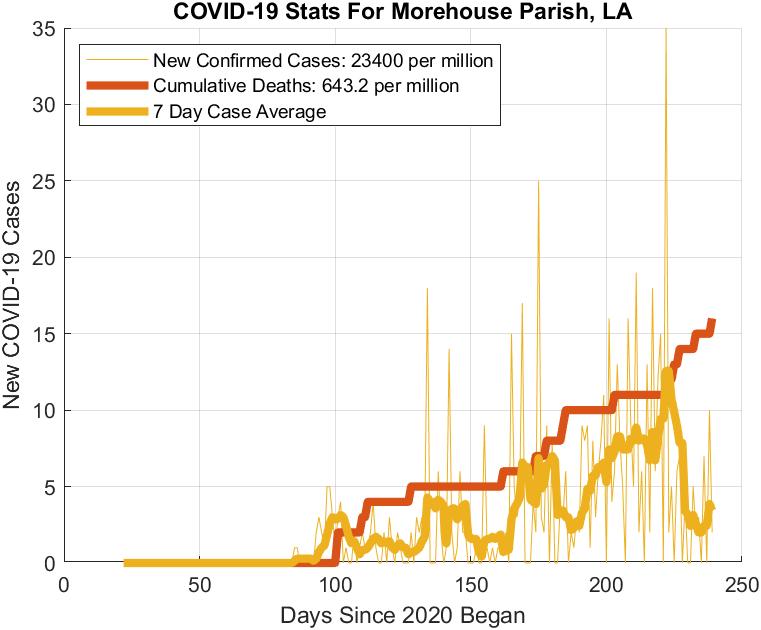 COVID-19 Stats For Morehouse Parish, LA
New Confirmed Cases: 23400 per million
Cumulative Deaths: 643.2 per million
7 Day Case Average
New COVID-19 Cases
35
30
25
20
15
10
5
0
0 50 100 150 200 250
Days Since 2020 Began